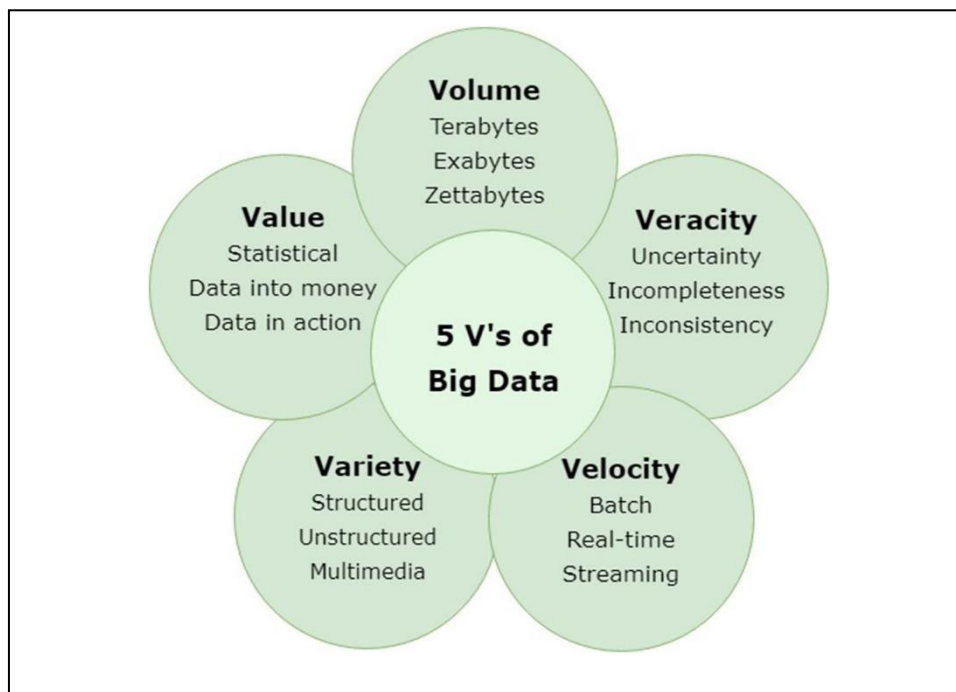 Volume
Terabytes
Exabytes
Zettabytes
Value
Statistical
Data into money
Data in action
Veracity
Uncertainty
Incompleteness
Inconsistency
5 V's of
Big Data
Variety
Structured
Unstructured
Multimedia
Velocity
Batch
Real-time
Streaming